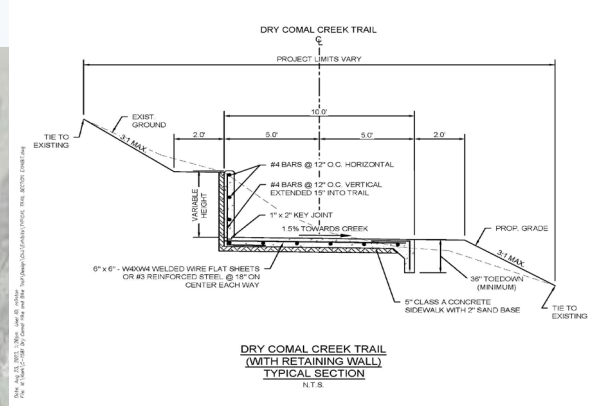 DRY COMAL CREEK TRAIL
℄
PROJECT LIMITS VARY
10.0'
2.0'
5.0'
5.0'
2.0'
EXIST.
GROUND
3:1 MAX.
TIE TO
EXISTING
#4 BARS @ 12" O.C. HORIZONTAL
#4 BARS @ 12" O.C. VERTICAL
EXTENDED 15" INTO TRAIL
VARIABLE
HEIGHT
1" x 2" KEY JOINT
1.5% TOWARDS CREEK
PROP. GRADE
3:1 MAX.
6" x 6" - W4XW4 WELDED WIRE FLAT SHEETS
OR #3 REINFORCED STEEL @ 18" ON
CENTER EACH WAY
36" TOEDOWN
(MINIMUM)
5" CLASS A CONCRETE
SIDEWALK WITH 2" SAND BASE
TIE TO
EXISTING
DRY COMAL CREEK TRAIL
(WITH RETAINING WALL)
TYPICAL SECTION
N.T.S.